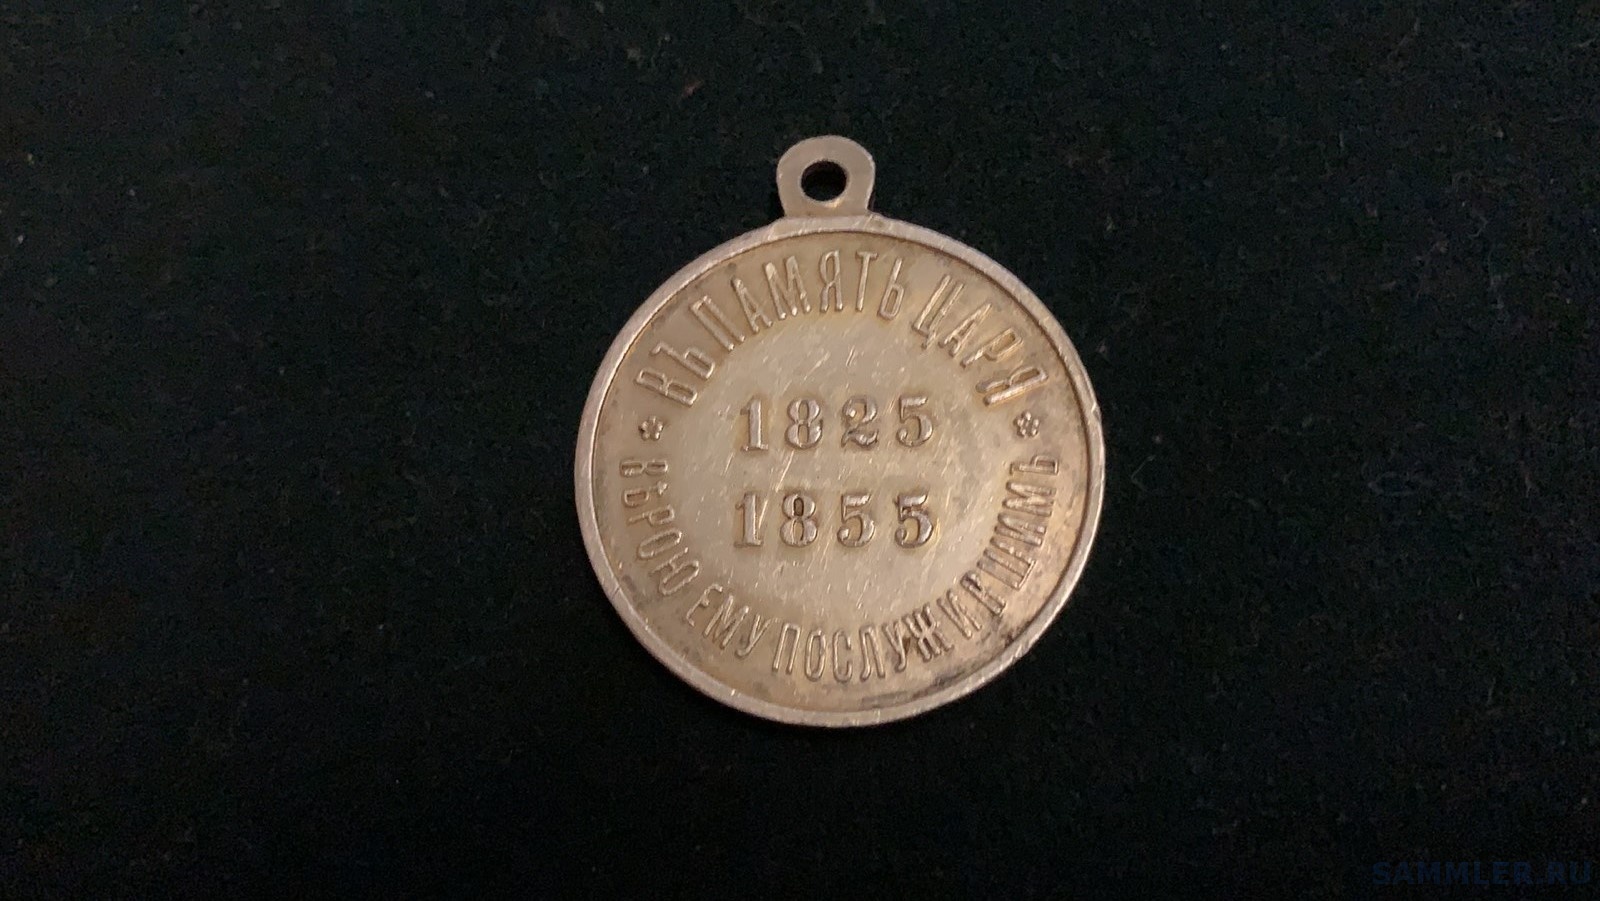 ВЪ ПАМЯТЬ ЦАРЯ
1825
1855
ВѢРОЮ ЕМУ ПОСЛУЖИВШИМЪ
SAMMLER.RU